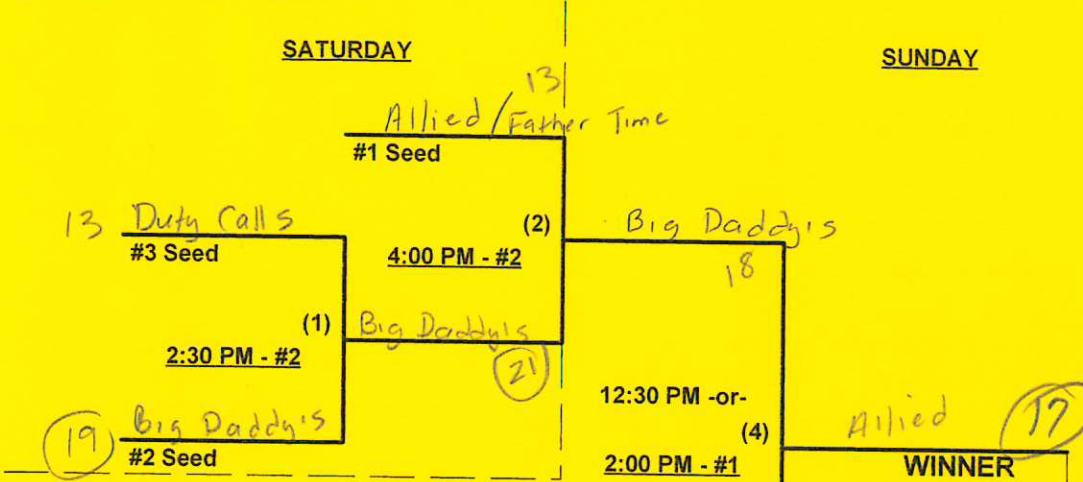 SATURDAY
SUNDAY
13
Allied/Father Time
#1 Seed
13 Duty Calls
#3 Seed
(2)
4:00 PM - #2
Big Daddy's
18
(1)
Big Daddy's
21
2:30 PM - #2
19 Big Daddy's
#2 Seed
12:30 PM -or-
(4)
2:00 PM - #1
Allied 17
WINNER